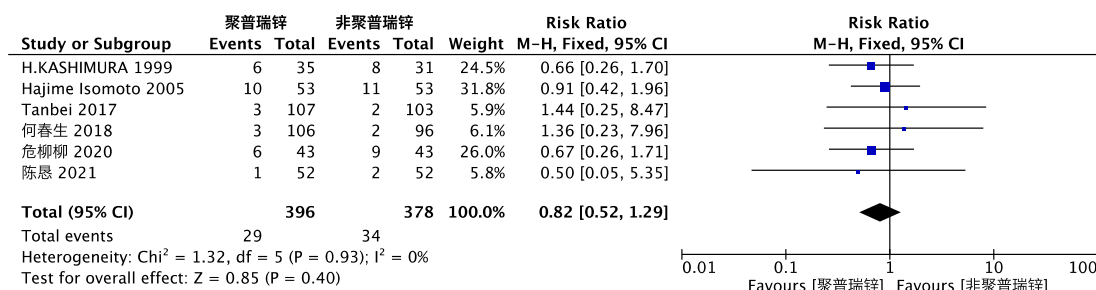 聚普瑞锌 非聚普瑞锌 Risk Ratio Risk Ratio
Study or Subgroup Events Total Events Total Weight M-H, Fixed, 95% CI M-H, Fixed, 95% CI
H.KASHIMURA 1999 6 35 8 31 24.5% 0.66 [0.26, 1.70]
Hajime Isomoto 2005 10 53 11 53 31.8% 0.91 [0.42, 1.96]
Tanbei 2017 3 107 2 103 5.9% 1.44 [0.25, 8.47]
何春生 2018 3 106 2 96 6.1% 1.36 [0.23, 7.96]
危柳柳 2020 6 43 9 43 26.0% 0.67 [0.26, 1.71]
陈恳 2021 1 52 2 52 5.8% 0.50 [0.05, 5.35]
Total (95% CI) 396 378 100.0% 0.82 [0.52, 1.29]
Total events 29 34
Heterogeneity: Chi² = 1.32, df = 5 (P = 0.93); I² = 0%
Test for overall effect: Z = 0.85 (P = 0.40)
0.01 0.1 1 10 100
Favours [聚普瑞锌] Favours [非聚普瑞锌]